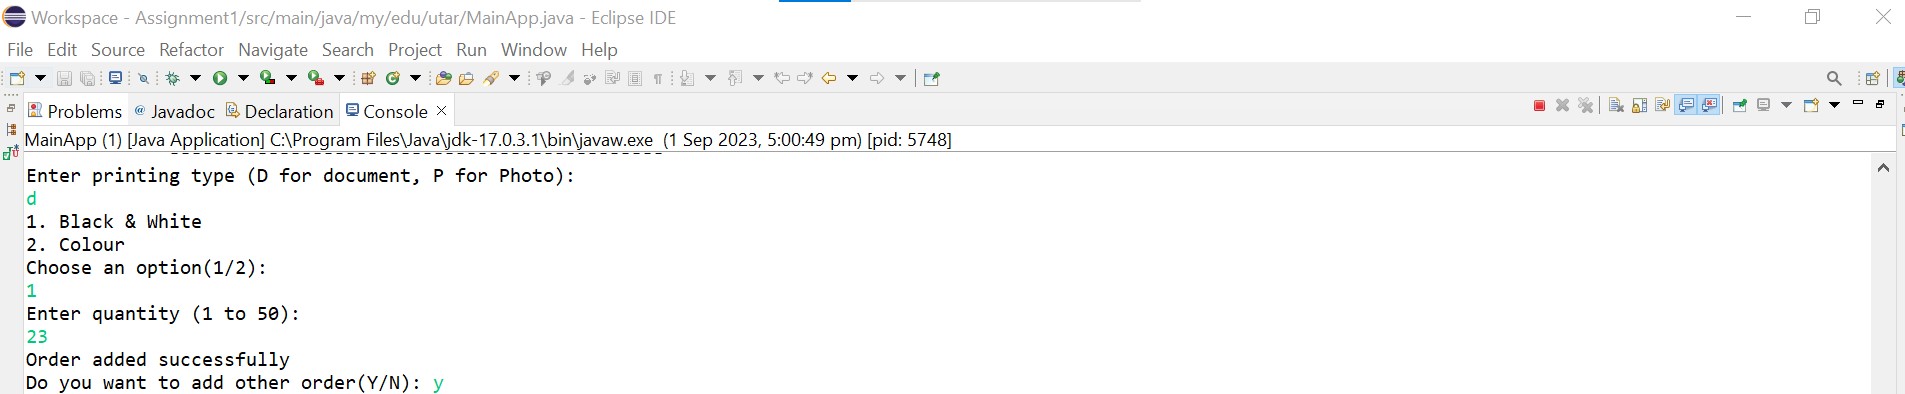 Workspace - Assignment1/src/main/java/my/edu/utar/MainApp.java - Eclipse IDE
File Edit Source Refactor Navigate Search Project Run Window Help
Problems @ Javadoc Declaration Console
MainApp (1) [Java Application] C:\Program Files\Java\jdk-17.0.3.1\bin\javaw.exe (1 Sep 2023, 5:00:49 pm) [pid: 5748]
Enter printing type (D for document, P for Photo):
d
1. Black & White
2. Colour
Choose an option(1/2):
1
Enter quantity (1 to 50):
23
Order added successfully
Do you want to add other order(Y/N): y